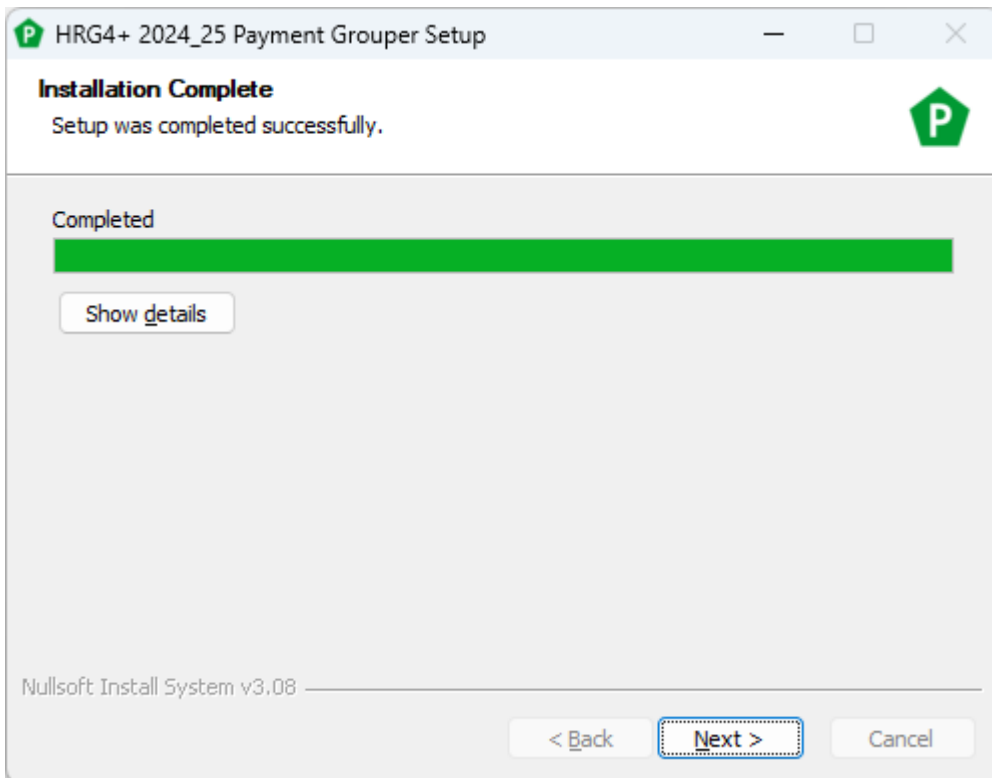 P HRG4+ 2024_25 Payment Grouper Setup
Installation Complete
Setup was completed successfully.
P
Completed
Show details
Nullsoft Install System v3.08
< Back Next > Cancel